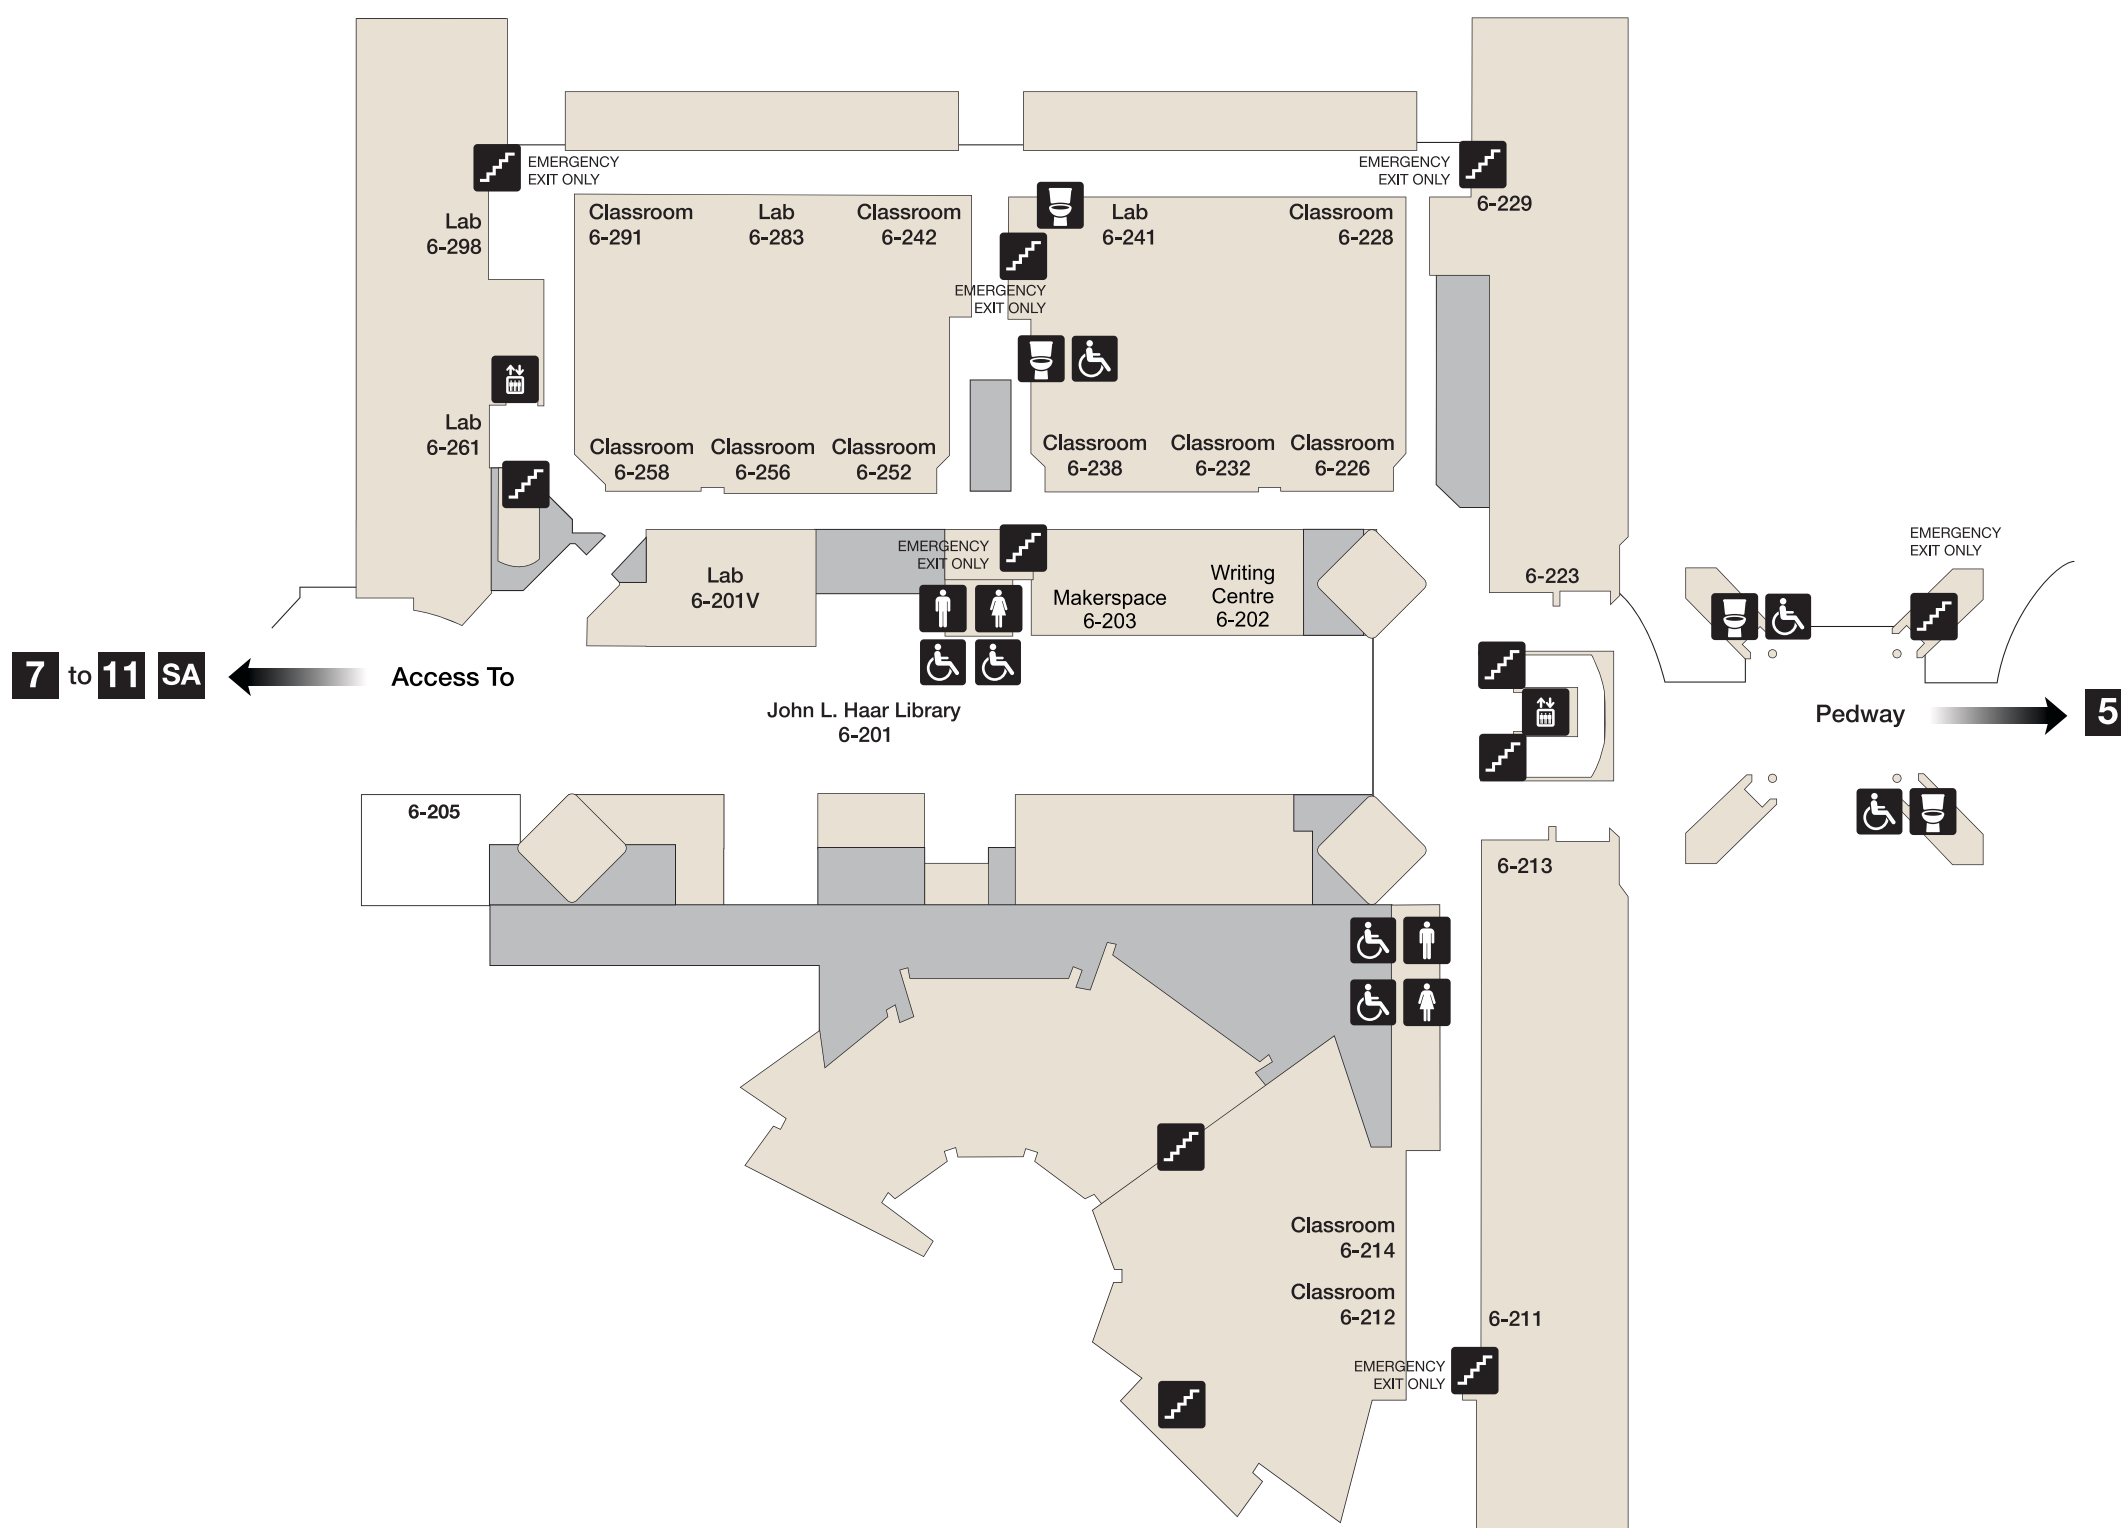 EMERGENCY
EXIT ONLY
EMERGENCY
EXIT ONLY
6-229
Lab
6-298
Classroom
6-291
Lab
6-283
Classroom
6-242
Lab
6-241
Classroom
6-228
EMERGENCY
EXIT ONLY
Lab
6-261
Classroom
6-258
Classroom
6-256
Classroom
6-252
Classroom
6-238
Classroom
6-232
Classroom
6-226
EMERGENCY
EXIT ONLY
EMERGENCY
EXIT ONLY
Lab
6-201V
Makerspace
6-203
Writing
Centre
6-202
6-223
7 to 11 SA
Access To
John L. Haar Library
6-201
Pedway
5
6-205
6-213
Classroom
6-214
Classroom
6-212
6-211
EMERGENCY
EXIT ONLY